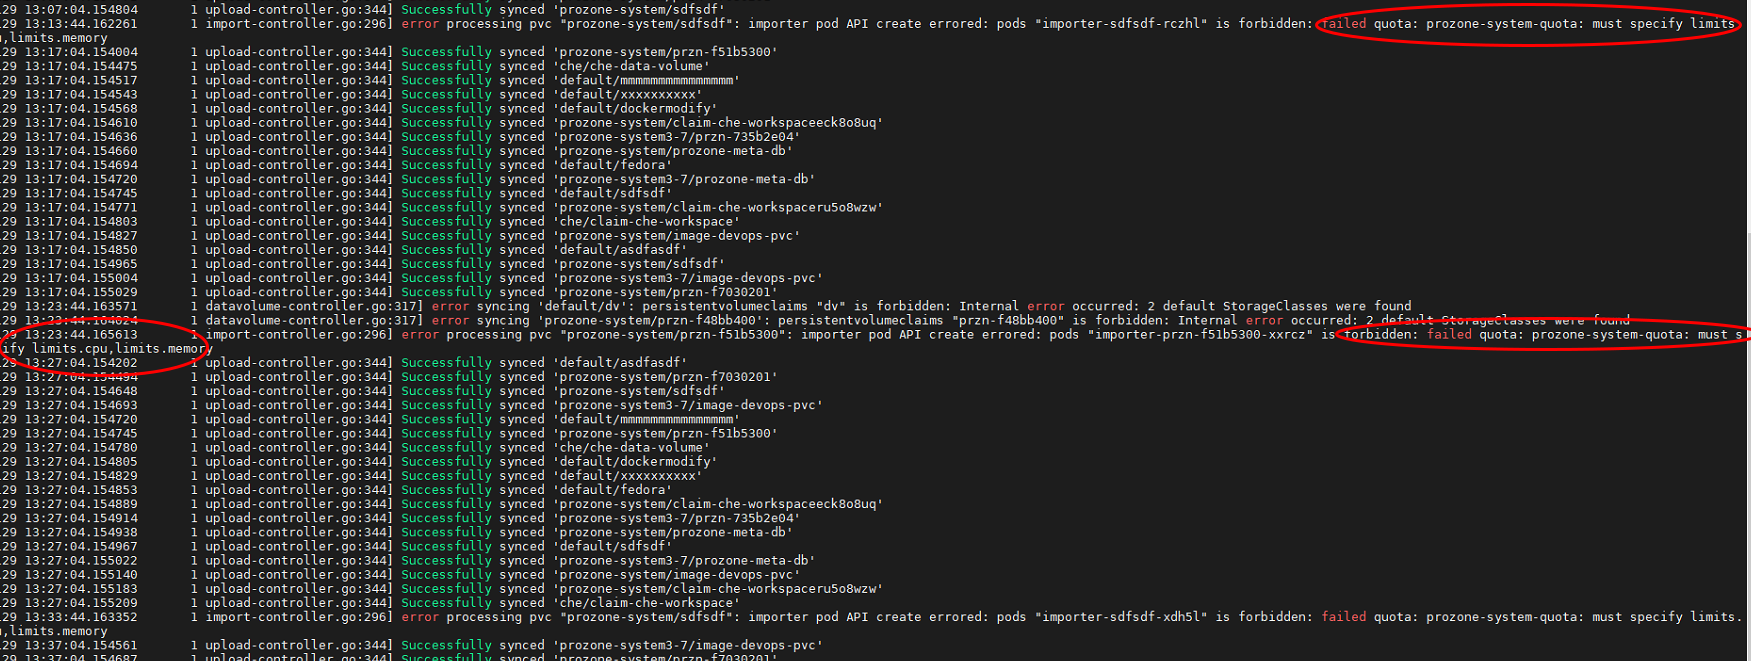 29 13:07:04.154804       1 upload-controller.go:344] Successfully synced 'prozone-system/sdfsdf'
29 13:13:44.162261       1 import-controller.go:296] error processing pvc "prozone-system/sdfsdf": importer pod API create errored: pods "importer-sdfsdf-rczhl" is forbidden: failed quota: prozone-system-quota: must specify limits
,limits.memory
29 13:17:04.154004       1 upload-controller.go:344] Successfully synced 'prozone-system/przn-f51b5300'
29 13:17:04.154475       1 upload-controller.go:344] Successfully synced 'che/che-data-volume'
29 13:17:04.154517       1 upload-controller.go:344] Successfully synced 'default/mmmmmmmmmmmmmmm'
29 13:17:04.154543       1 upload-controller.go:344] Successfully synced 'default/xxxxxxxxxx'
29 13:17:04.154568       1 upload-controller.go:344] Successfully synced 'default/dockermodify'
29 13:17:04.154610       1 upload-controller.go:344] Successfully synced 'prozone-system/claim-che-workspaceeck8o8uq'
29 13:17:04.154636       1 upload-controller.go:344] Successfully synced 'prozone-system3-7/przn-735b2e04'
29 13:17:04.154660       1 upload-controller.go:344] Successfully synced 'prozone-system/prozone-meta-db'
29 13:17:04.154694       1 upload-controller.go:344] Successfully synced 'default/fedora'
29 13:17:04.154720       1 upload-controller.go:344] Successfully synced 'prozone-system3-7/prozone-meta-db'
29 13:17:04.154745       1 upload-controller.go:344] Successfully synced 'default/sdfsdf'
29 13:17:04.154771       1 upload-controller.go:344] Successfully synced 'prozone-system/claim-che-workspaceru5o8wzw'
29 13:17:04.154803       1 upload-controller.go:344] Successfully synced 'che/claim-che-workspace'
29 13:17:04.154827       1 upload-controller.go:344] Successfully synced 'prozone-system/image-devops-pvc'
29 13:17:04.154850       1 upload-controller.go:344] Successfully synced 'default/asdfasdf'
29 13:17:04.154965       1 upload-controller.go:344] Successfully synced 'prozone-system/sdfsdf'
29 13:17:04.155004       1 upload-controller.go:344] Successfully synced 'prozone-system3-7/image-devops-pvc'
29 13:17:04.155029       1 upload-controller.go:344] Successfully synced 'prozone-system/przn-f7030201'
29 13:23:44.163571       1 datavolume-controller.go:317] error syncing 'default/dv': persistentvolumeclaims "dv" is forbidden: Internal error occurred: 2 default StorageClasses were found
29 13:23:44.164024       1 datavolume-controller.go:317] error syncing 'prozone-system/przn-f48bb400': persistentvolumeclaims "przn-f48bb400" is forbidden: Internal error occurred: 2 default StorageClasses were found
29 13:23:44.165613       1 import-controller.go:296] error processing pvc "prozone-system/przn-f51b5300": importer pod API create errored: pods "importer-przn-f51b5300-xxrcz" is forbidden: failed quota: prozone-system-quota: must s
ify limits.cpu,limits.memory
29 13:27:04.154202       1 upload-controller.go:344] Successfully synced 'default/asdfasdf'
29 13:27:04.154494       1 upload-controller.go:344] Successfully synced 'prozone-system/przn-f7030201'
29 13:27:04.154648       1 upload-controller.go:344] Successfully synced 'prozone-system/sdfsdf'
29 13:27:04.154693       1 upload-controller.go:344] Successfully synced 'prozone-system3-7/image-devops-pvc'
29 13:27:04.154720       1 upload-controller.go:344] Successfully synced 'default/mmmmmmmmmmmmmmm'
29 13:27:04.154745       1 upload-controller.go:344] Successfully synced 'prozone-system/przn-f51b5300'
29 13:27:04.154780       1 upload-controller.go:344] Successfully synced 'che/che-data-volume'
29 13:27:04.154805       1 upload-controller.go:344] Successfully synced 'default/dockermodify'
29 13:27:04.154829       1 upload-controller.go:344] Successfully synced 'default/xxxxxxxxxx'
29 13:27:04.154853       1 upload-controller.go:344] Successfully synced 'default/fedora'
29 13:27:04.154889       1 upload-controller.go:344] Successfully synced 'prozone-system/claim-che-workspaceeck8o8uq'
29 13:27:04.154914       1 upload-controller.go:344] Successfully synced 'prozone-system3-7/przn-735b2e04'
29 13:27:04.154938       1 upload-controller.go:344] Successfully synced 'prozone-system/prozone-meta-db'
29 13:27:04.154967       1 upload-controller.go:344] Successfully synced 'default/sdfsdf'
29 13:27:04.155022       1 upload-controller.go:344] Successfully synced 'prozone-system3-7/prozone-meta-db'
29 13:27:04.155140       1 upload-controller.go:344] Successfully synced 'prozone-system/image-devops-pvc'
29 13:27:04.155183       1 upload-controller.go:344] Successfully synced 'prozone-system/claim-che-workspaceru5o8wzw'
29 13:27:04.155209       1 upload-controller.go:344] Successfully synced 'che/claim-che-workspace'
29 13:33:44.163352       1 import-controller.go:296] error processing pvc "prozone-system/sdfsdf": importer pod API create errored: pods "importer-sdfsdf-xdh5l" is forbidden: failed quota: prozone-system-quota: must specify limits.
,limits.memory
29 13:37:04.154561       1 upload-controller.go:344] Successfully synced 'prozone-system3-7/image-devops-pvc'
29 13:37:04.154687       1 upload-controller.go:344] Successfully synced 'prozone-system/przn-f7030201'